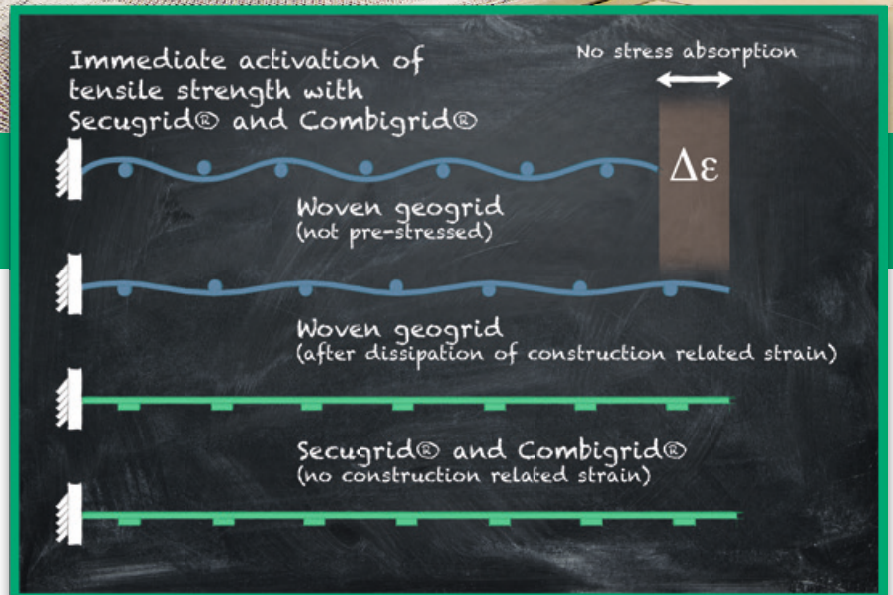 Immediate activation of
tensile strength with
Secugrid® and Combigrid®
No stress absorption
Δε
Woven geogrid
(not pre-stressed)
Woven geogrid
(after dissipation of construction related strain)
Secugrid® and Combigrid®
(no construction related strain)